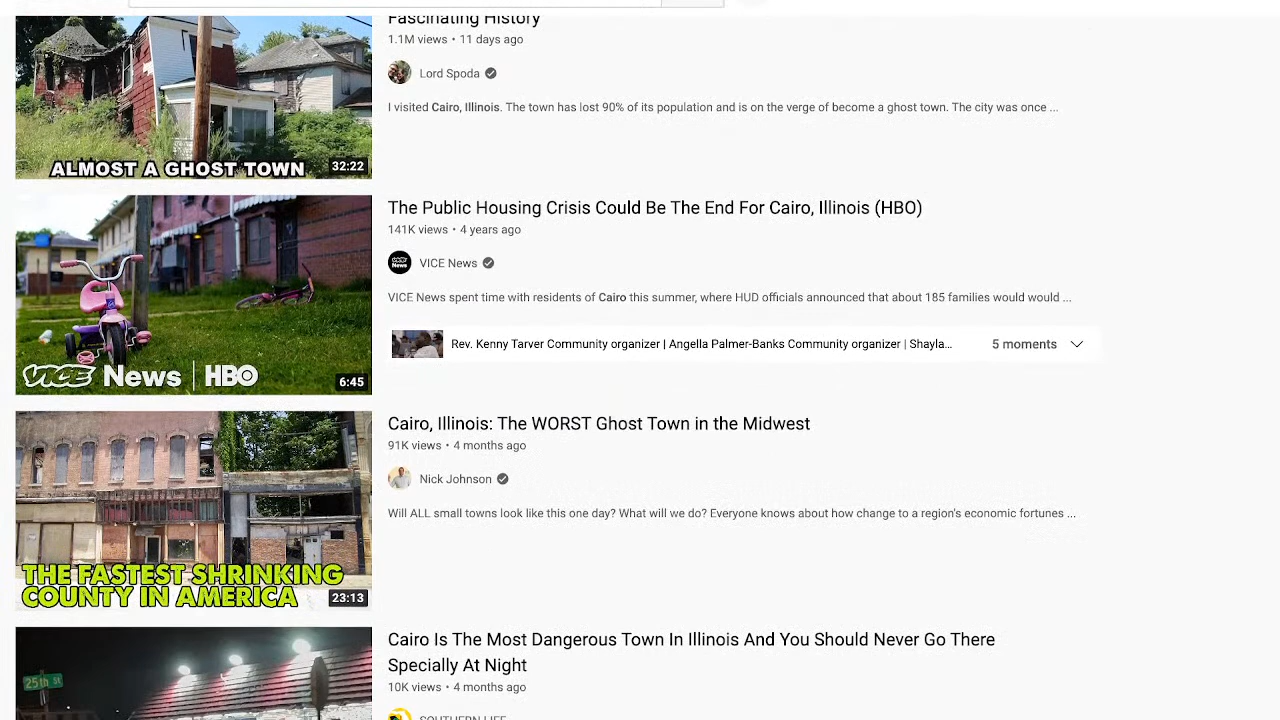 Fascinating History
1.1M views • 11 days ago
Lord Spoda
I visited Cairo, Illinois. The town has lost 90% of its population and is on the verge of become a ghost town. The city was once ...
ALMOST A GHOST TOWN
32:22
The Public Housing Crisis Could Be The End For Cairo, Illinois (HBO)
141K views • 4 years ago
VICE News
VICE News
VICE News spent time with residents of Cairo this summer, where HUD officials announced that about 185 families would would ...
Rev. Kenny Tarver Community organizer | Angella Palmer-Banks Community organizer | Shayla...
5 moments
VICE News | HBO
6:45
Cairo, Illinois: The WORST Ghost Town in the Midwest
91K views • 4 months ago
Nick Johnson
Will ALL small towns look like this one day? What will we do? Everyone knows about how change to a region's economic fortunes ...
THE FASTEST SHRINKING
COUNTY IN AMERICA
23:13
Cairo Is The Most Dangerous Town In Illinois And You Should Never Go There
Specially At Night
10K views • 4 months ago
25th St
SOUTHERN LIFE